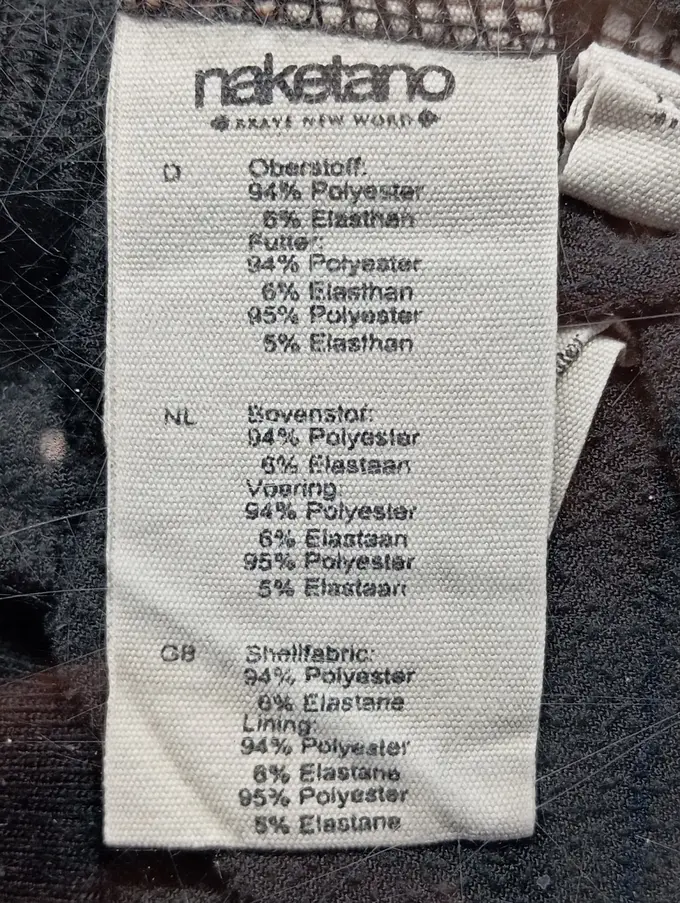 naketano
BRAVE NEW WORD
D Oberstoff:
94% Polyester
6% Elasthan
Futter:
94% Polyester
6% Elasthan
95% Polyester
5% Elasthan
NL Bovenstof:
94% Polyester
6% Elastaan
Voering:
94% Polyester
6% Elastaan
95% Polyester
5% Elastaan
GB Shellfabric:
94% Polyester
6% Elastane
Lining:
94% Polyester
6% Elastane
95% Polyester
5% Elastane